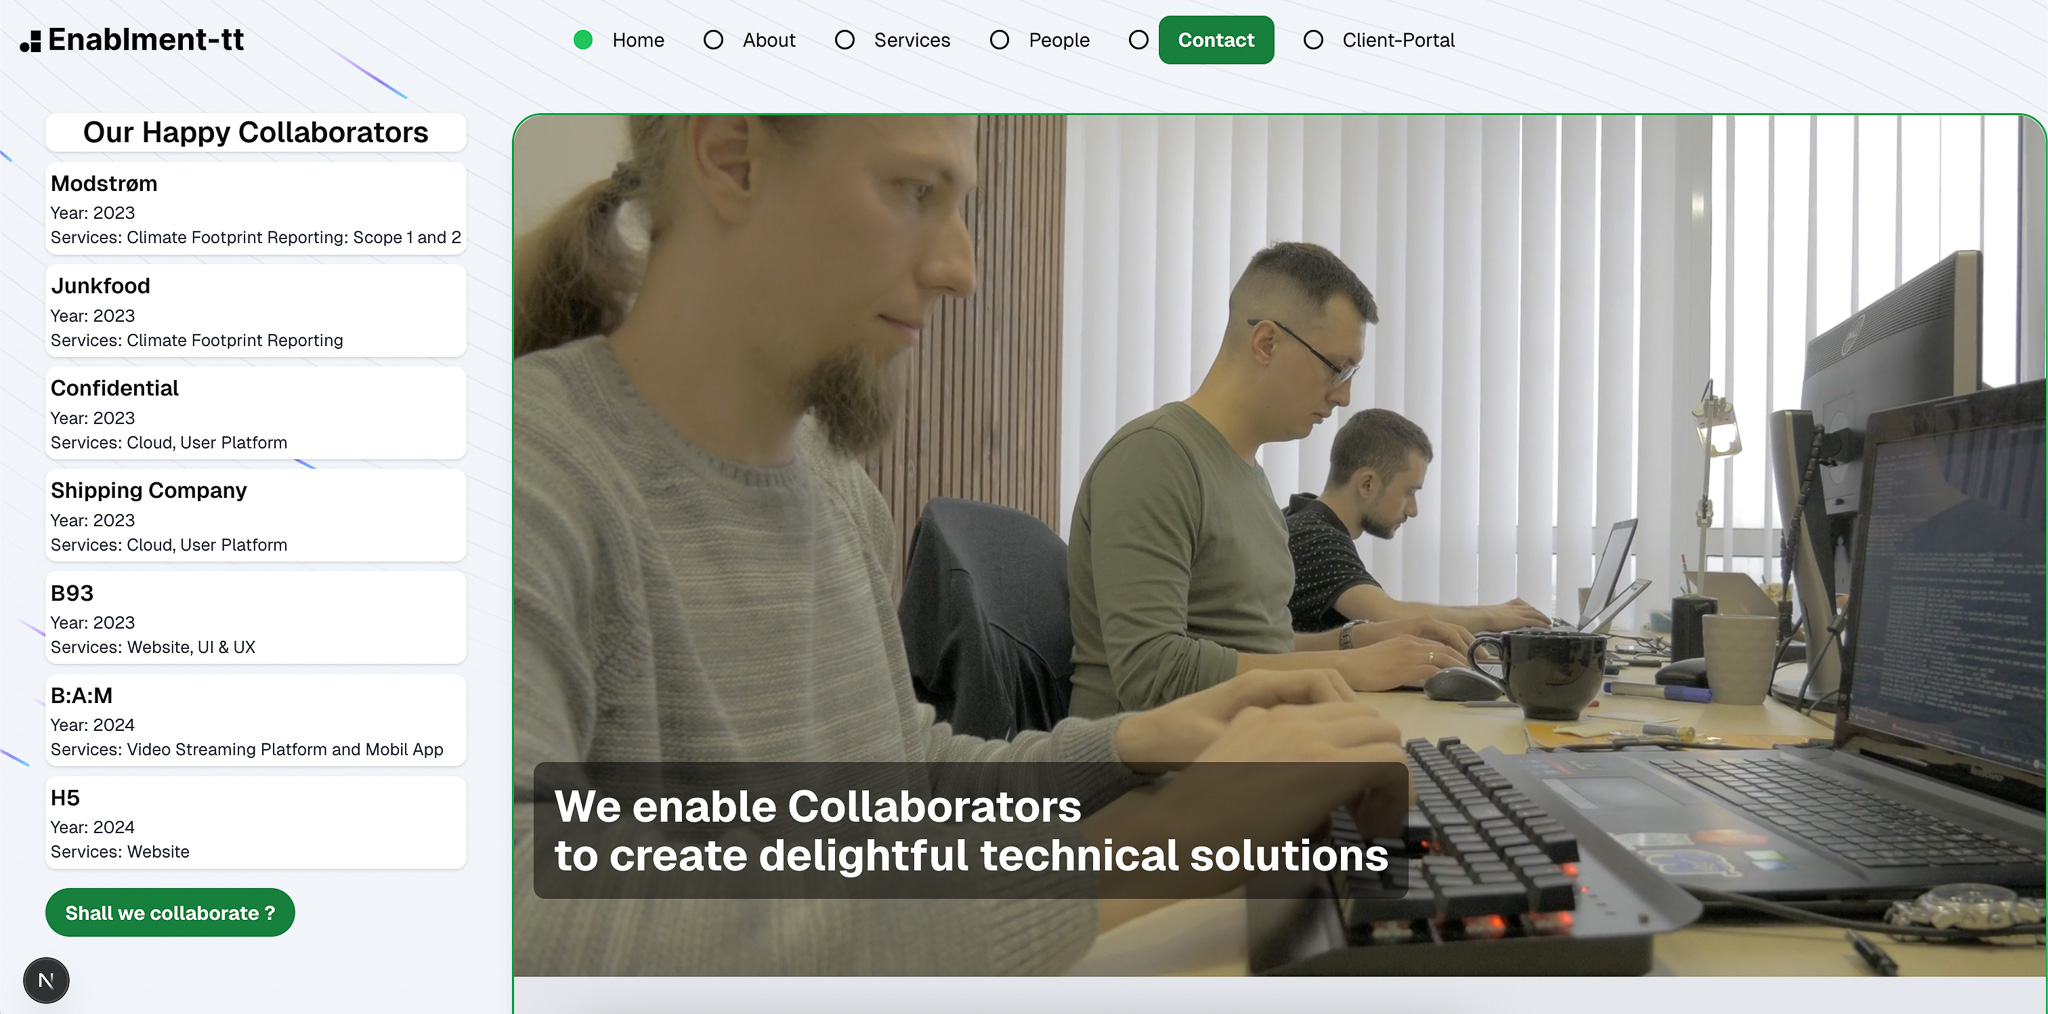 Enablment-tt
Home
About
Services
People
Contact
Client-Portal
Our Happy Collaborators
Modstrøm
Year: 2023
Services: Climate Footprint Reporting: Scope 1 and 2
Junkfood
Year: 2023
Services: Climate Footprint Reporting
Confidential
Year: 2023
Services: Cloud, User Platform
Shipping Company
Year: 2023
Services: Cloud, User Platform
B93
Year: 2023
Services: Website, UI & UX
B:A:M
Year: 2024
Services: Video Streaming Platform and Mobil App
H5
Year: 2024
Services: Website
Shall we collaborate ?
N
We enable Collaborators
to create delightful technical solutions